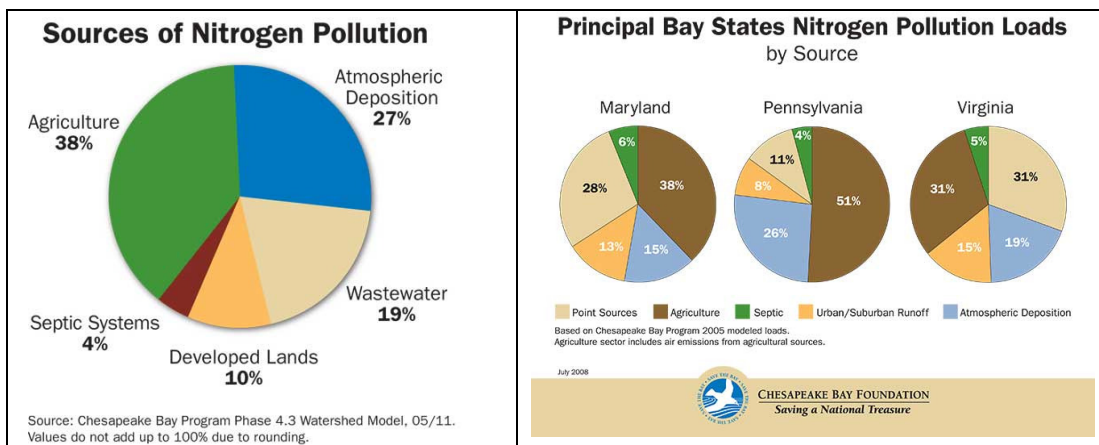 Sources of Nitrogen Pollution
Atmospheric
Deposition
27%
Agriculture
38%
Wastewater
19%
Septic Systems
4%
Developed Lands
10%
Source: Chesapeake Bay Program Phase 4.3 Watershed Model, 05/11.
Values do not add up to 100% due to rounding.
Principal Bay States Nitrogen Pollution Loads
by Source
Maryland
6%
38%
28%
13%
15%
Pennsylvania
4%
11%
8%
51%
26%
Virginia
5%
31%
31%
15%
19%
Point Sources
Agriculture
Septic
Urban/Suburban Runoff
Atmospheric Deposition
Based on Chesapeake Bay Program 2005 modeled loads.
Agriculture sector includes air emissions from agricultural sources.
July 2008
CHESAPEAKE BAY FOUNDATION
Saving a National Treasure